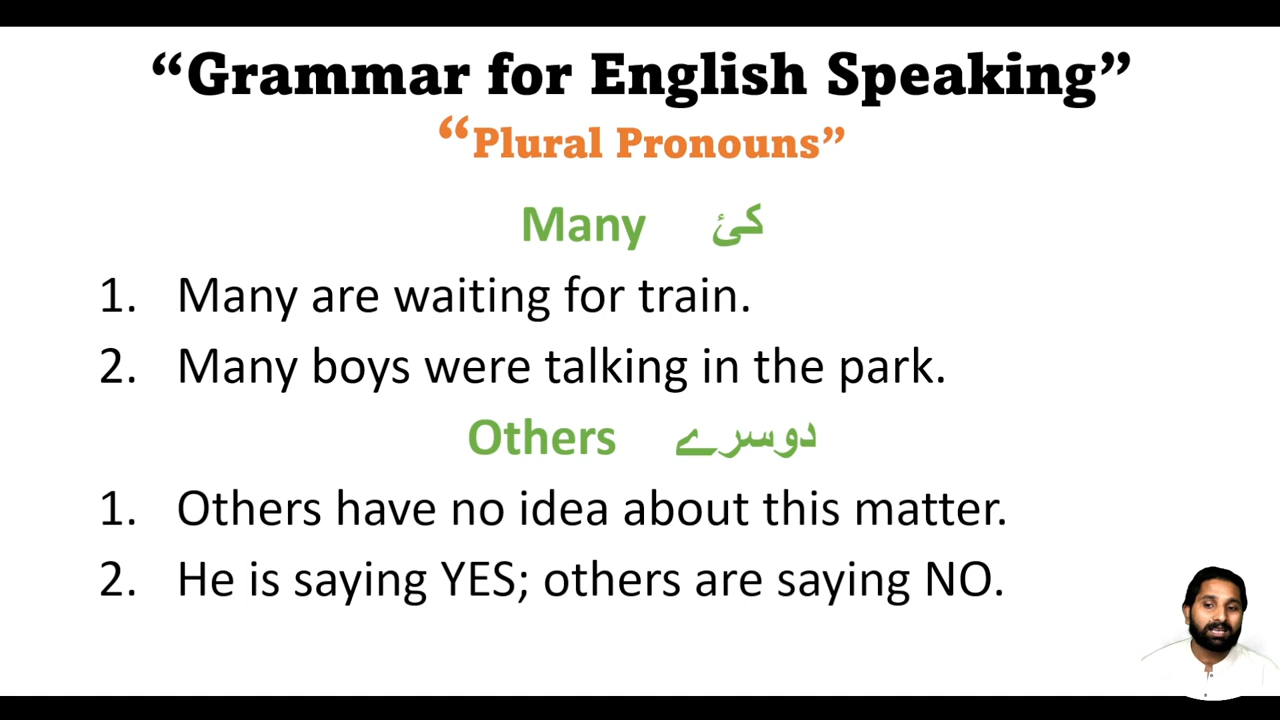 “Grammar for English Speaking”
“Plural Pronouns”
Many کئ
1. Many are waiting for train.
2. Many boys were talking in the park.
Others دوسرے
1. Others have no idea about this matter.
2. He is saying YES; others are saying NO.